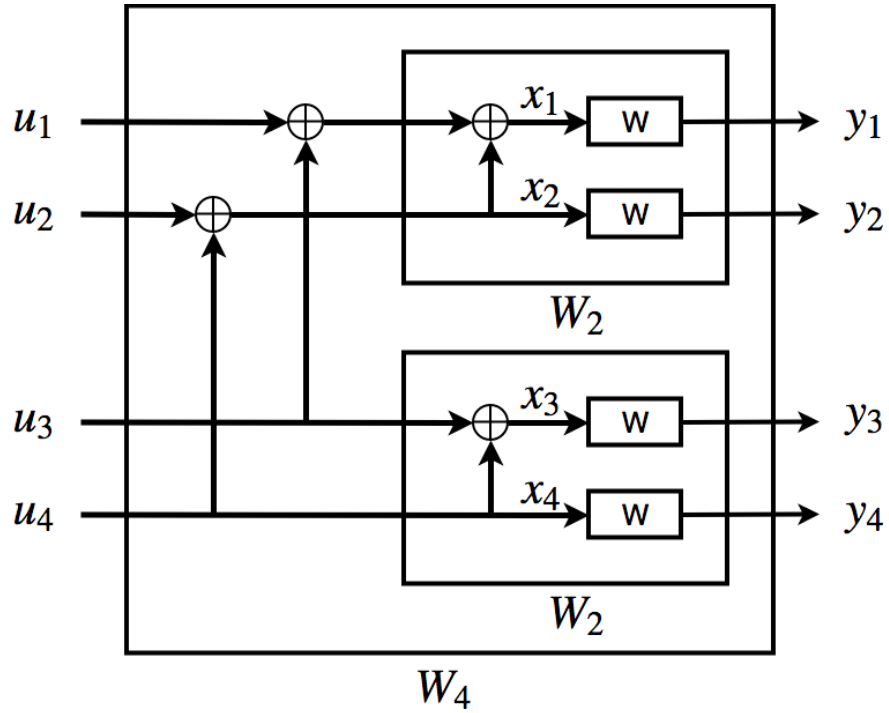 u₁ x₁ W y₁
u₂ x₂ W y₂
W₂
u₃ x₃ W y₃
u₄ x₄ W y₄
W₂
W₄